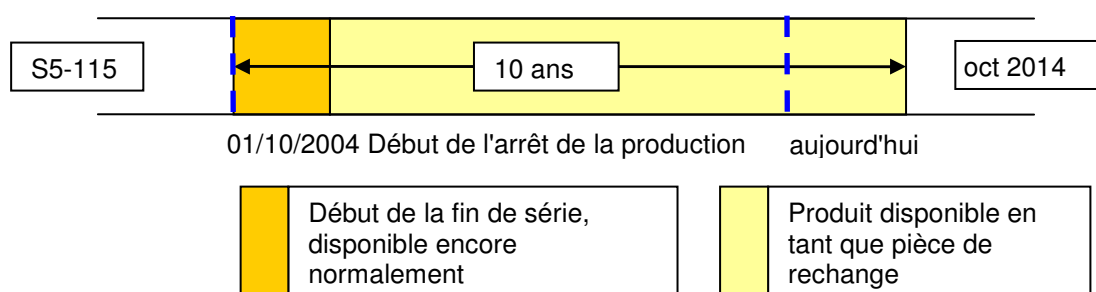 S5-115
10 ans
oct 2014
01/10/2004 Début de l'arrêt de la production
aujourd'hui
Début de la fin de série,
disponible encore
normalement
Produit disponible en
tant que pièce de
rechange